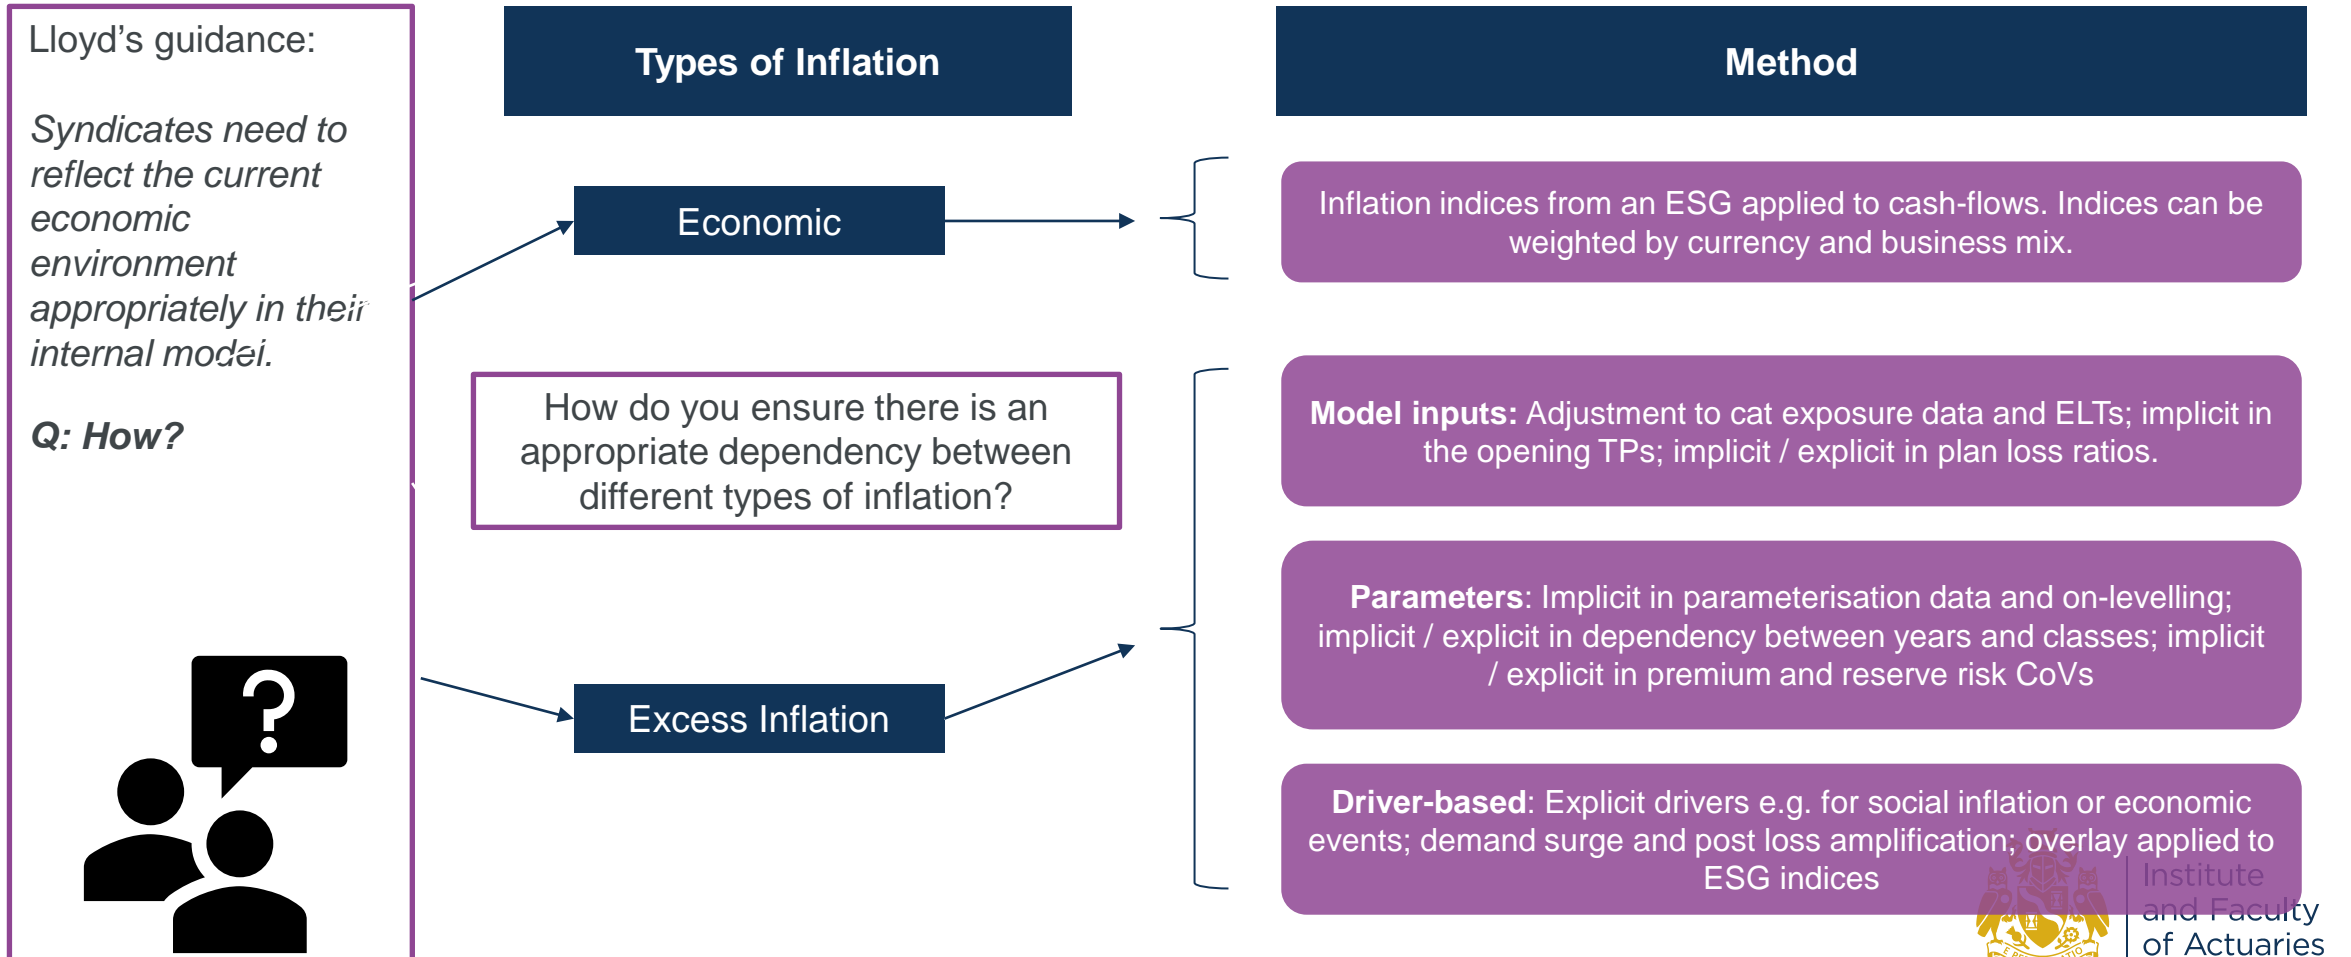 Lloyd's guidance:
Syndicates need to
reflect the current
economic
environment
appropriately in their
internal model.
Q: How?
?
Types of Inflation
Economic
How do you ensure there is an
appropriate dependency between
different types of inflation?
Excess Inflation
Method
Inflation indices from an ESG applied to cash-flows. Indices can be
weighted by currency and business mix.
Model inputs: Adjustment to cat exposure data and ELTs; implicit in
the opening TPs; implicit / explicit in plan loss ratios.
Parameters: Implicit in parameterisation data and on-levelling;
implicit / explicit in dependency between years and classes; implicit
/ explicit in premium and reserve risk CoVs
Driver-based: Explicit drivers e.g. for social inflation or economic
events; demand surge and post loss amplification; overlay applied to
ESG indices
Institute
and Faculty
of Actuaries